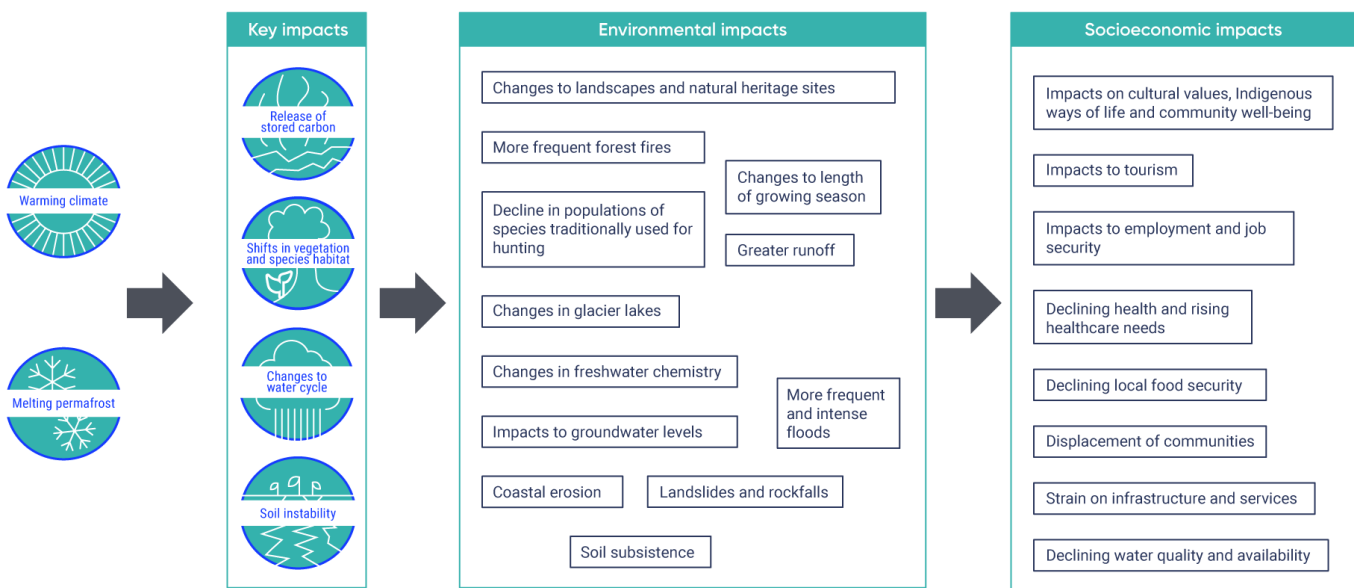 Key impacts
Environmental impacts
Socioeconomic impacts
Warming climate
Melting permafrost
Release of
stored carbon
Shifts in vegetation
and species habitat
Changes to
water cycle
Soil instability
Changes to landscapes and natural heritage sites
More frequent forest fires
Changes to length
of growing season
Decline in populations of
species traditionally used for
hunting
Greater runoff
Changes in glacier lakes
Changes in freshwater chemistry
More frequent
and intense
floods
Impacts to groundwater levels
Coastal erosion
Landslides and rockfalls
Soil subsistence
Impacts on cultural values, Indigenous
ways of life and community well-being
Impacts to tourism
Impacts to employment and job
security
Declining health and rising
healthcare needs
Declining local food security
Displacement of communities
Strain on infrastructure and services
Declining water quality and availability